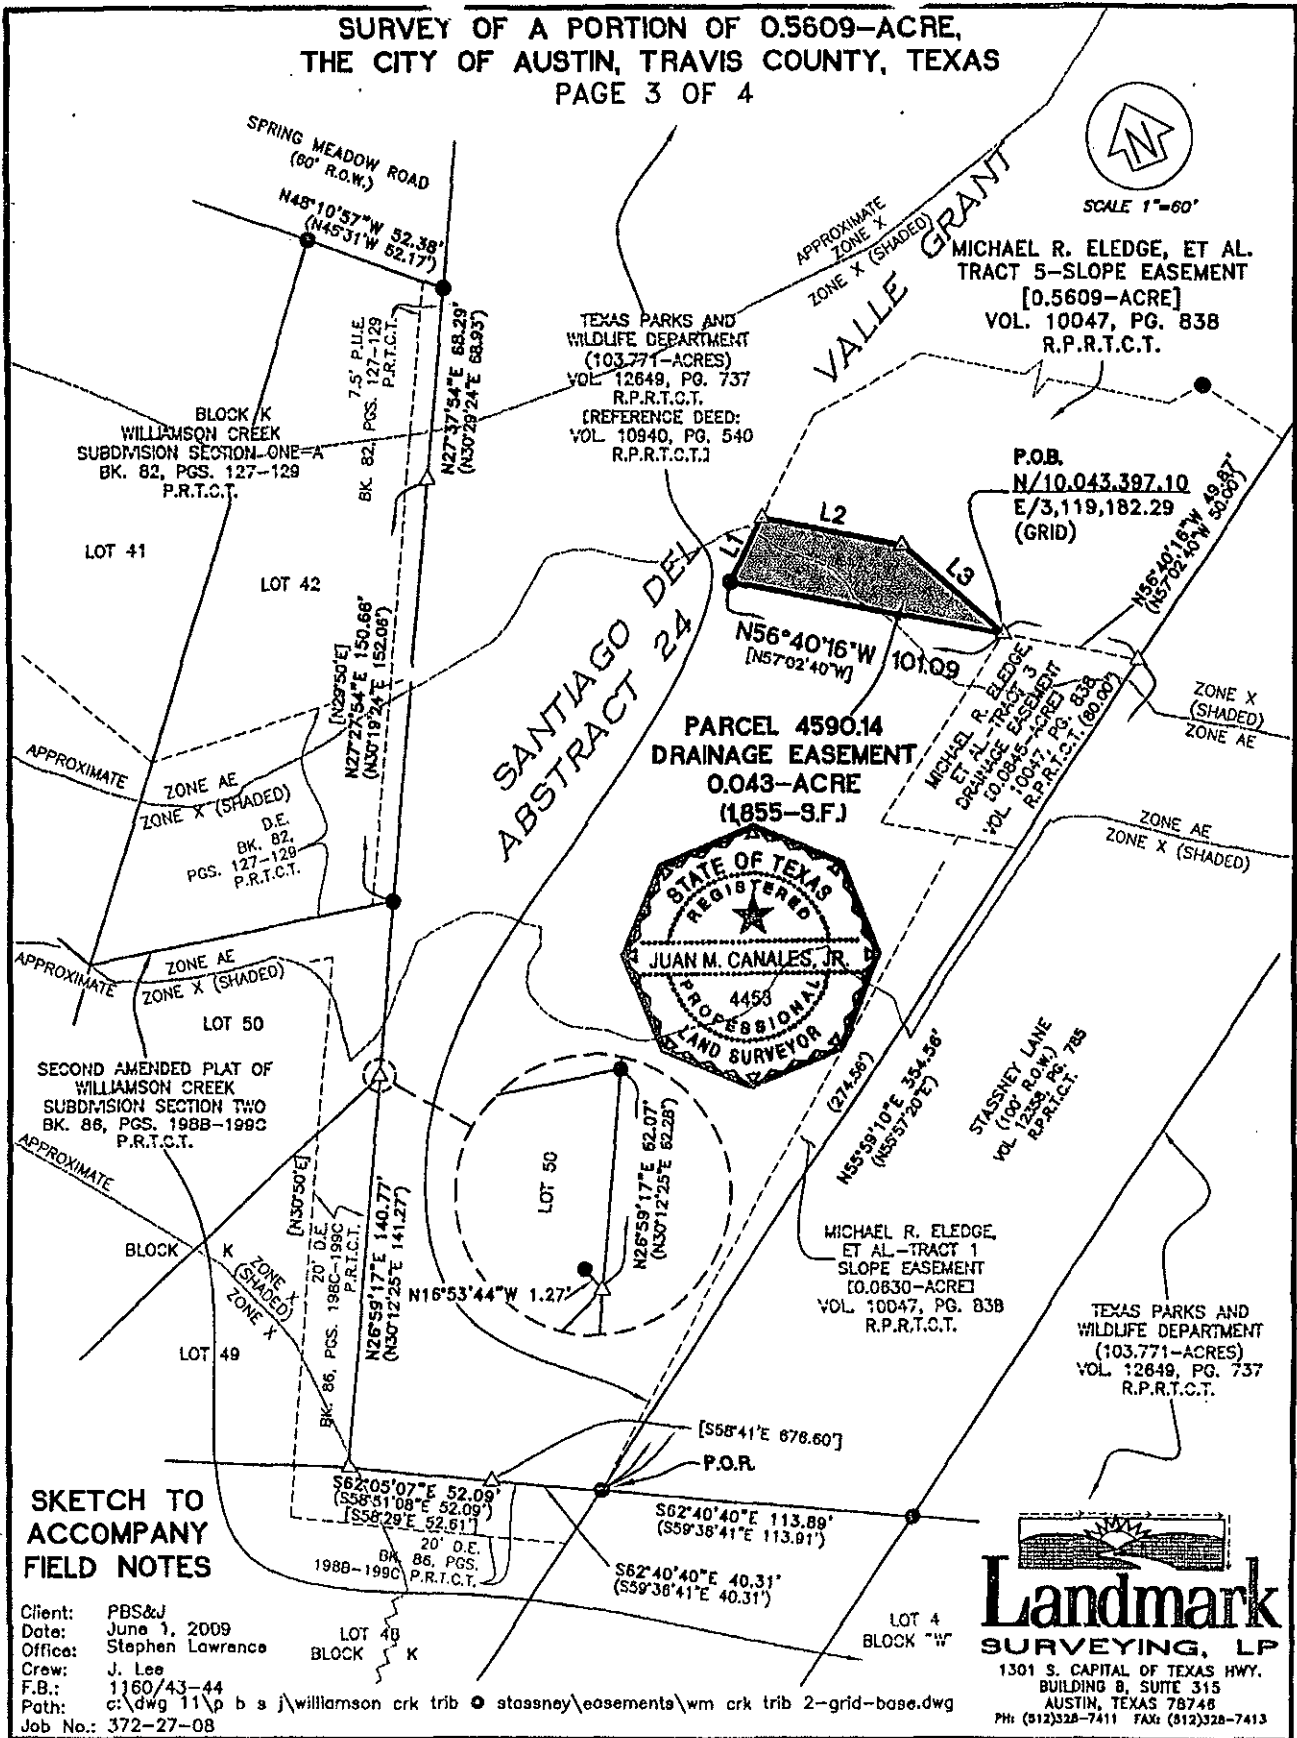 SURVEY OF A PORTION OF 0.5609-ACRE,
THE CITY OF AUSTIN, TRAVIS COUNTY, TEXAS
PAGE 3 OF 4
SPRING MEADOW ROAD
(60' R.O.W.)
N48°10'57"W 52.38'
(N45°31'W 52.17')
N
SCALE 1"=60'
APPROXIMATE
ZONE X
ZONE X (SHADED)
VALLE GRANT
MICHAEL R. ELEDGE, ET AL.
TRACT 5-SLOPE EASEMENT
[0.5609-ACRE]
VOL. 10047, PG. 838
R.P.R.T.C.T.
TEXAS PARKS AND
WILDLIFE DEPARTMENT
(103.771-ACRES)
VOL. 12649, PG. 737
R.P.R.T.C.T.
[REFERENCE DEED:
VOL. 10940, PG. 540
R.P.R.T.C.T.]
7.5' P.U.E.
BK. 82, PGS. 127-129
P.R.T.C.T.
N27°37'54"E 68.29'
(N30°29'24"E 68.93')
BLOCK K
WILLIAMSON CREEK
SUBDIVISION SECTION-ONE-A
BK. 82, PGS. 127-129
P.R.T.C.T.
LOT 41
LOT 42
P.O.B.
N/10.043.397.10
E/3,119,182.29
(GRID)
N56°40'16"W 49.87'
(N57°02'40"W 50.00')
L1
L2
L3
N56°40'16"W 101.09
[N57°02'40"W]
SANTIAGO DEL
ABSTRACT 24
[N29°50'E]
N27°27'54"E 150.66'
(N30°19'24"E 152.06')
PARCEL 4590.14
DRAINAGE EASEMENT
0.043-ACRE
(1,855-S.F.)
MICHAEL R. ELEDGE,
ET AL.-TRACT 3
DRAINAGE EASEMENT
[0.0845-ACRE]
VOL. 10047, PG. 838
R.P.R.T.C.T.
(80.00')
ZONE X
(SHADED)
ZONE AE
ZONE AE
ZONE X (SHADED)
APPROXIMATE
ZONE AE
ZONE X (SHADED)
D.E.
BK. 82,
PGS. 127-129
P.R.T.C.T.
STATE OF TEXAS
REGISTERED
JUAN M. CANALES, JR.
4453
PROFESSIONAL
LAND SURVEYOR
APPROXIMATE
ZONE AE
ZONE X (SHADED)
LOT 50
SECOND AMENDED PLAT OF
WILLIAMSON CREEK
SUBDIVISION SECTION TWO
BK. 86, PGS. 198B-199C
P.R.T.C.T.
(274.56')
N55°59'10"E 354.56'
(N55°57'20"E)
STASSNEY LANE
(100' R.O.W.)
VOL. 12358, PG. 785
R.P.R.T.C.T.
LOT 50
N26°59'17"E 62.07'
(N30°12'25"E 62.28')
N16°53'44"W 1.27'
APPROXIMATE
BLOCK K
ZONE X
(SHADED)
ZONE X
LOT 49
[N30°50'E]
20' D.E.
BK. 86, PGS. 198C-199C
P.R.T.C.T.
N26°59'17"E 140.77'
(N30°12'25"E 141.27')
MICHAEL R. ELEDGE,
ET AL.-TRACT 1
SLOPE EASEMENT
[0.0630-ACRE]
VOL. 10047, PG. 838
R.P.R.T.C.T.
TEXAS PARKS AND
WILDLIFE DEPARTMENT
(103.771-ACRES)
VOL. 12649, PG. 737
R.P.R.T.C.T.
[S58°41'E 676.60']
P.O.R.
S62°05'07"E 52.09'
(S58°51'08"E 52.09')
[S58°29'E 52.61']
S62°40'40"E 113.89'
(S59°36'41"E 113.91')
20' D.E.
BK. 86, PGS.
198B-199C P.R.T.C.T.
S62°40'40"E 40.31'
(S59°36'41"E 40.31')
LOT 48
BLOCK K
LOT 4
BLOCK "W"
SKETCH TO
ACCOMPANY
FIELD NOTES
Client: PBS&J
Date: June 1, 2009
Office: Stephen Lawrence
Crew: J. Lee
F.B.: 1160/43-44
Path: c:\dwg 11\p b s j\williamson crk trib @ stassney\easements\wm crk trib 2-grid-base.dwg
Job No.: 372-27-08
Landmark
SURVEYING, LP
1301 S. CAPITAL OF TEXAS HWY.
BUILDING B, SUITE 315
AUSTIN, TEXAS 78746
PH: (512)328-7411 FAX: (512)328-7413